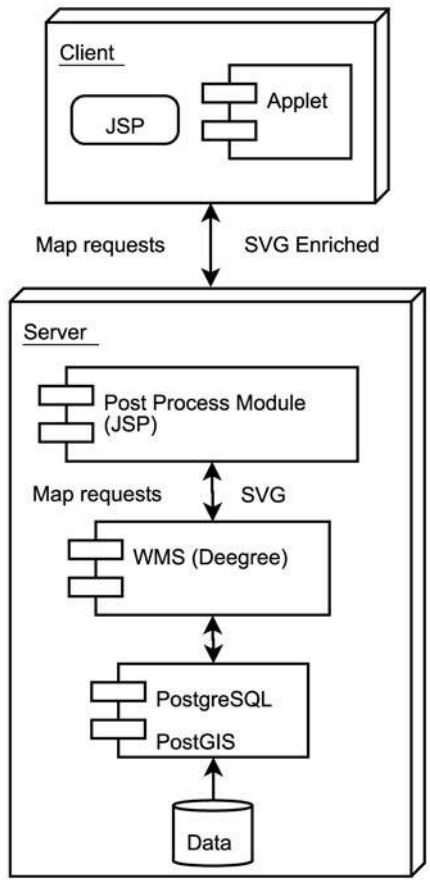 Client
JSP
Applet
Map requests
SVG Enriched
Server
Post Process Module
(JSP)
Map requests
SVG
WMS (Deegree)
PostgreSQL
PostGIS
Data